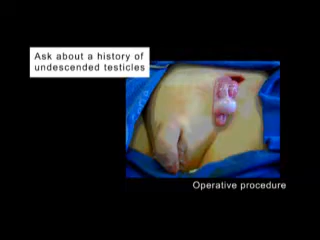 Ask about a history of
undescended testicles
Operative procedure